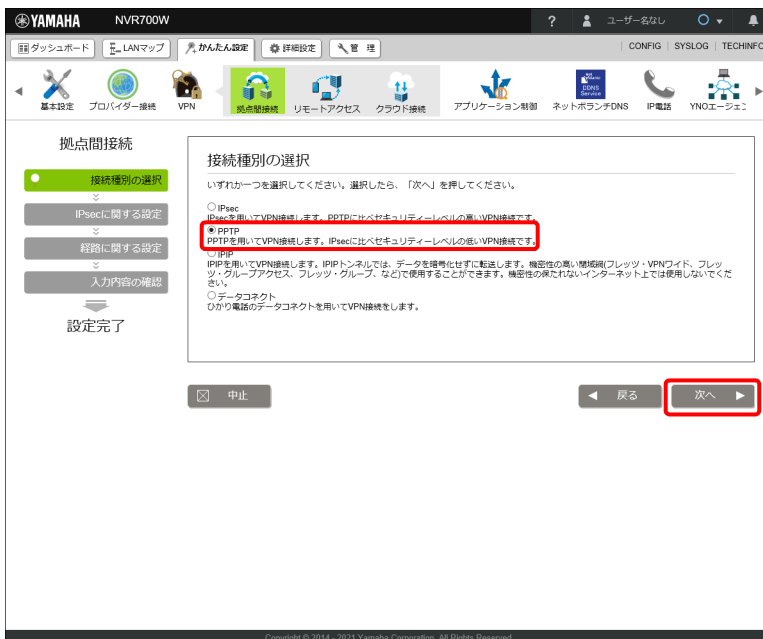 YAMAHA NVR700W ? ユーザー名なし
ダッシュボード LANマップ かんたん設定 詳細設定 管 理 CONFIG SYSLOG TECHINFO
基本設定 プロバイダー接続 VPN 拠点間接続 リモートアクセス クラウド接続 アプリケーション制御 ネットボランチDNS IP電話 YNOエージェ
拠点間接続
接続種別の選択
IPsecに関する設定
経路に関する設定
入力内容の確認
設定完了
接続種別の選択
いずれか一つを選択してください。選択したら、「次へ」を押してください。
IPsec
IPsecを用いてVPN接続します。PPTPに比べセキュリティーレベルの高いVPN接続です。
PPTP
PPTPを用いてVPN接続します。IPsecに比べセキュリティーレベルの低いVPN接続です。
IPIP
IPIPを用いてVPN接続します。IPIPトンネルでは、データを暗号化せずに転送します。機密性の高い閉域網(フレッツ・VPNワイド、フレッ
ツ・グループアクセス、フレッツ・グループ、など)で使用することができます。機密性の保たれないインターネット上では使用しないでくだ
さい。
データコネクト
ひかり電話のデータコネクトを用いてVPN接続をします。
中止 戻る 次へ
Copyright © 2014 - 2021 Yamaha Corporation. All Rights Reserved.